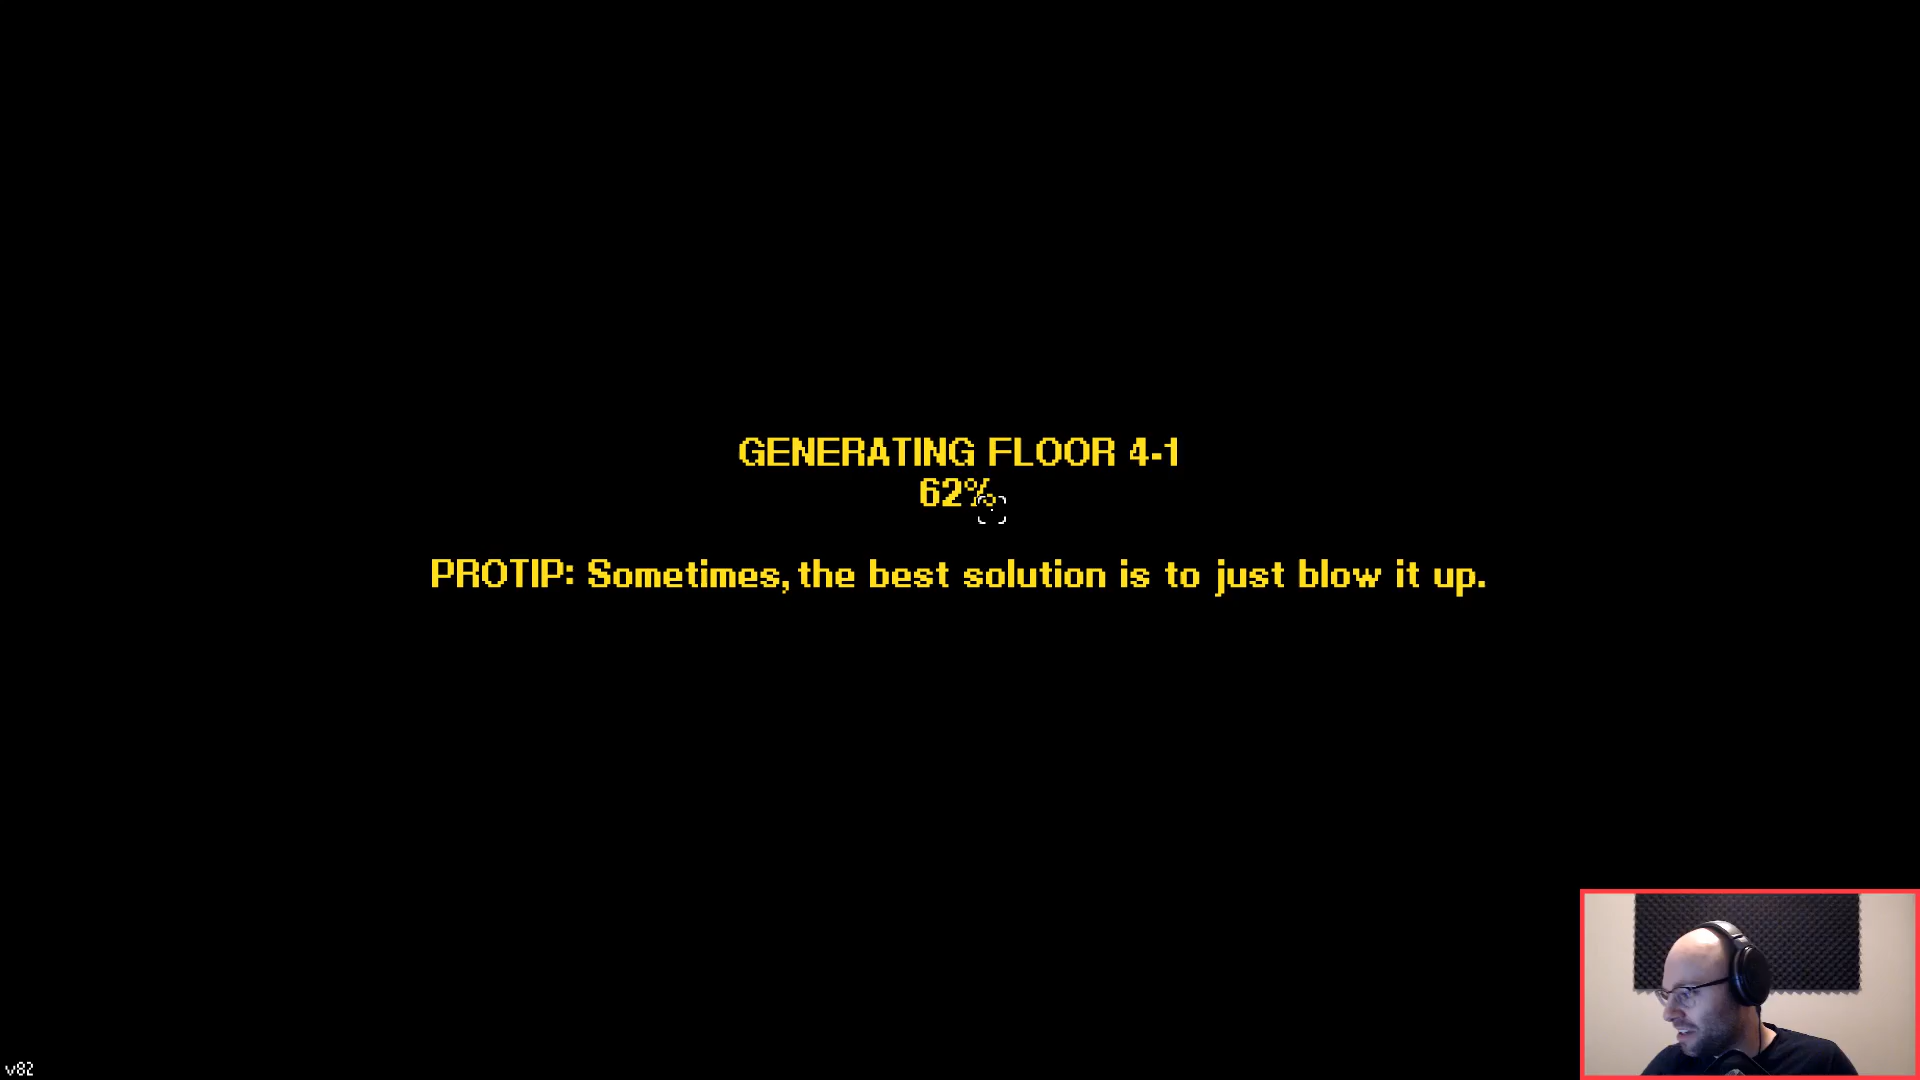 GENERATING FLOOR 4-1
62%
PROTIP: Sometimes, the best solution is to just blow it up.
v82